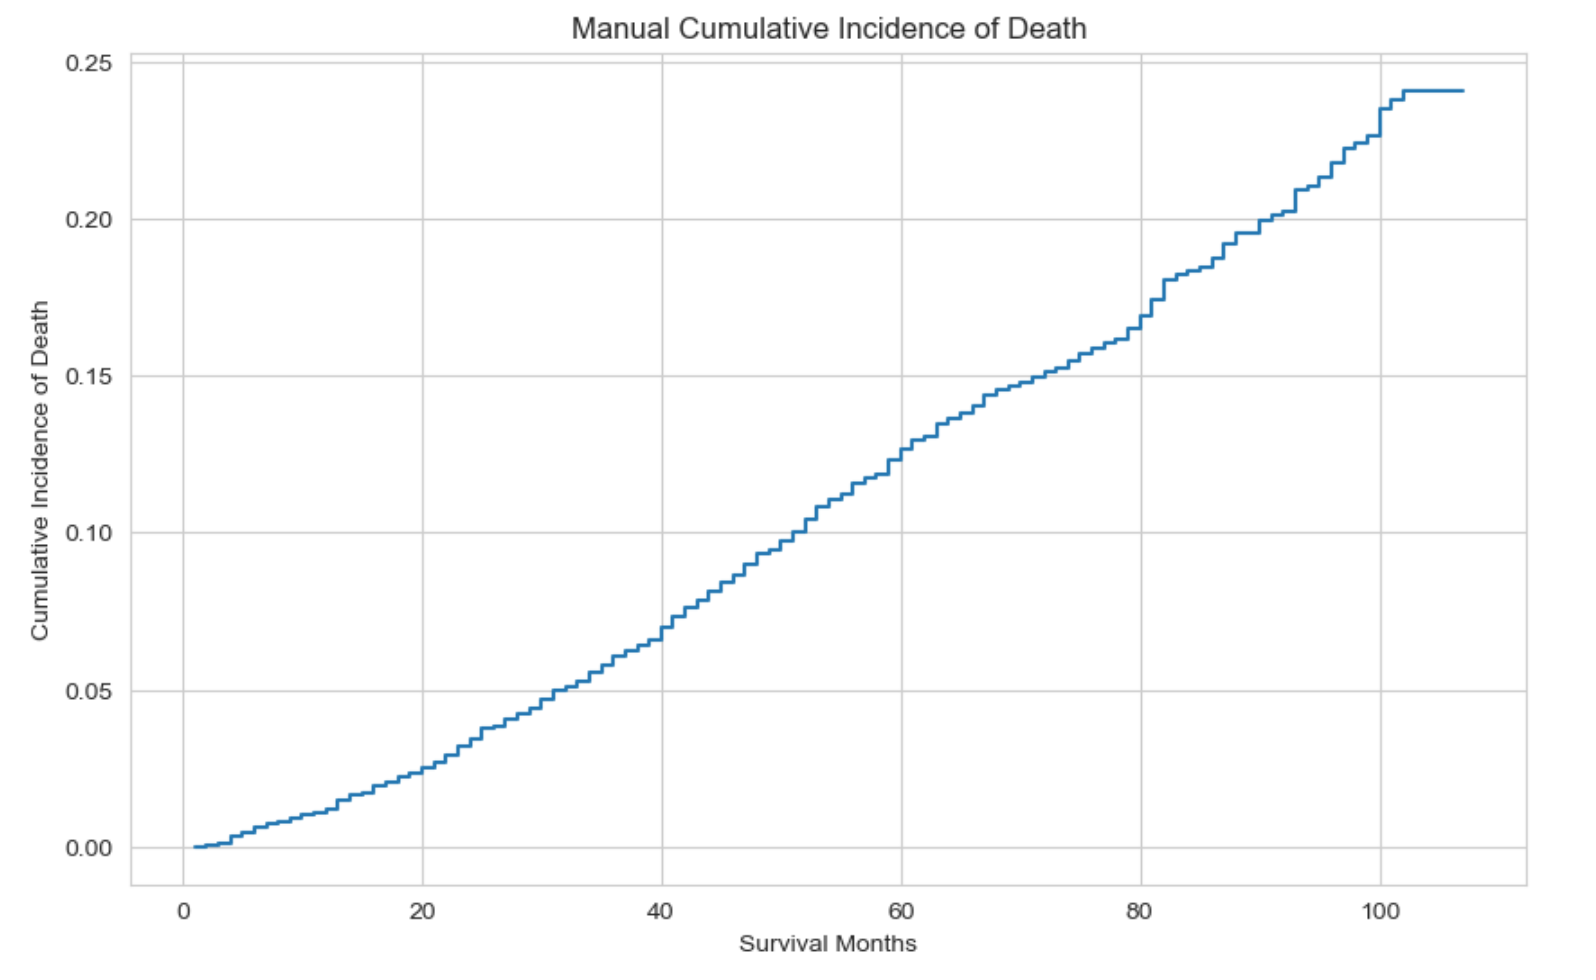 Manual Cumulative Incidence of Death
0.25
0.20
0.15
0.10
0.05
0.00
Cumulative Incidence of Death
0 20 40 60 80 100
Survival Months